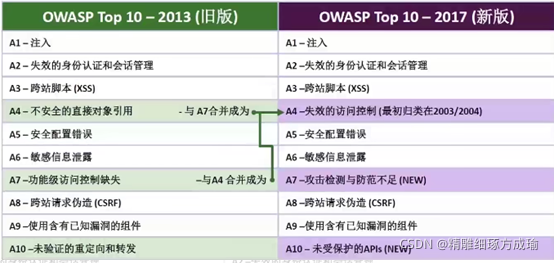 OWASP Top 10 – 2013 (旧版) OWASP Top 10 – 2017 (新版)
A1 – 注入 A1 – 注入
A2 – 失效的身份认证和会话管理 A2 – 失效的身份认证和会话管理
A3 – 跨站脚本 (XSS) A3 – 跨站脚本 (XSS)
A4 – 不安全的直接对象引用 - 与 A7合并成为 A4 – 失效的访问控制 (最初归类在2003/2004)
A5 – 安全配置错误 A5 – 安全配置错误
A6 – 敏感信息泄露 A6 – 敏感信息泄露
A7 – 功能级访问控制缺失 –与A4 合并成为 A7 – 攻击检测与防范不足 (NEW)
A8 – 跨站请求伪造 (CSRF) A8 – 跨站请求伪造 (CSRF)
A9 – 使用含有已知漏洞的组件 A9 – 使用含有已知漏洞的组件
A10 – 未验证的重定向和转发 A10 – 未受保护的APIs (NEW)
CSDN @精雕细琢方成瑜